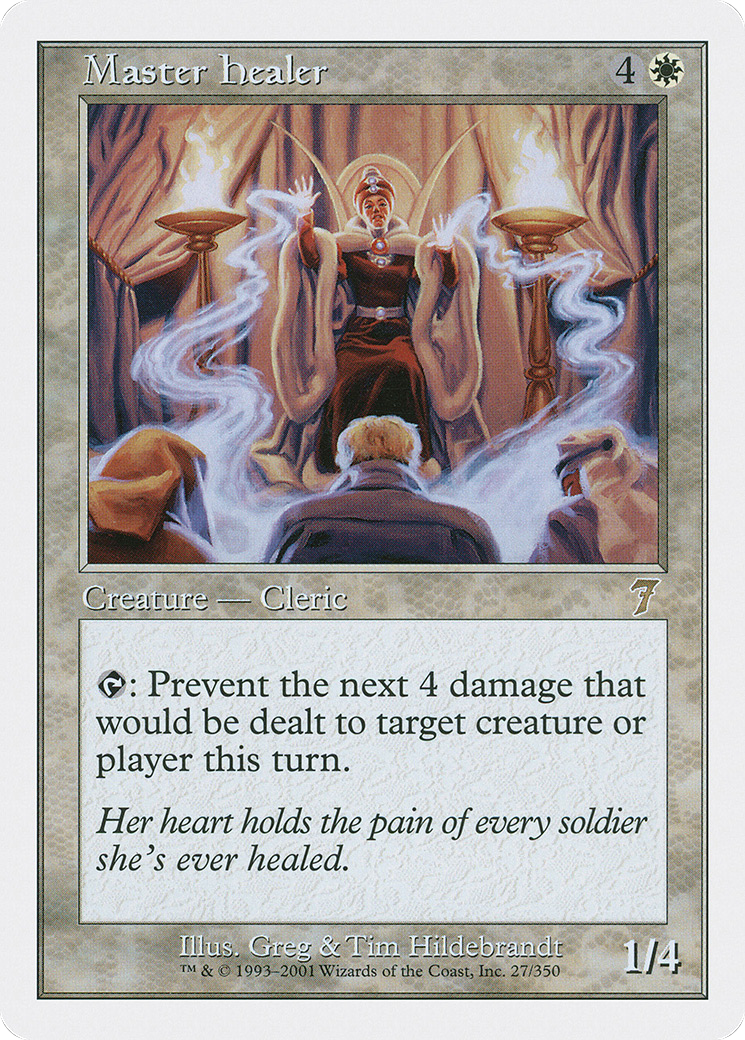 Master Healer 4
Creature — Cleric 7
: Prevent the next 4 damage that
would be dealt to target creature or
player this turn.
Her heart holds the pain of every soldier
she's ever healed.
Illus. Greg & Tim Hildebrandt
™ & © 1993–2001 Wizards of the Coast, Inc. 27/350
1/4